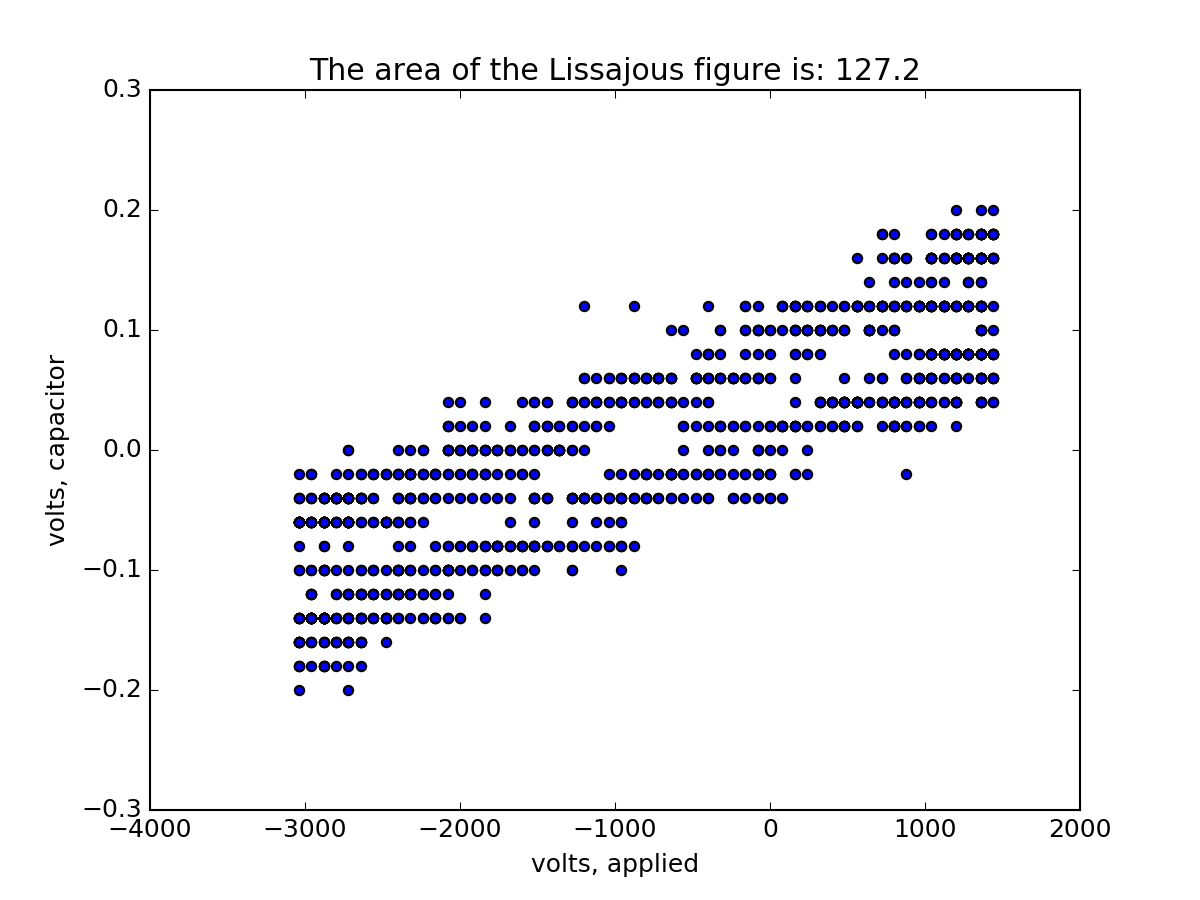 The area of the Lissajous figure is: 127.2
0.3
0.2
0.1
0.0
−0.1
−0.2
−0.3
volts, capacitor
−4000 −3000 −2000 −1000 0 1000 2000
volts, applied